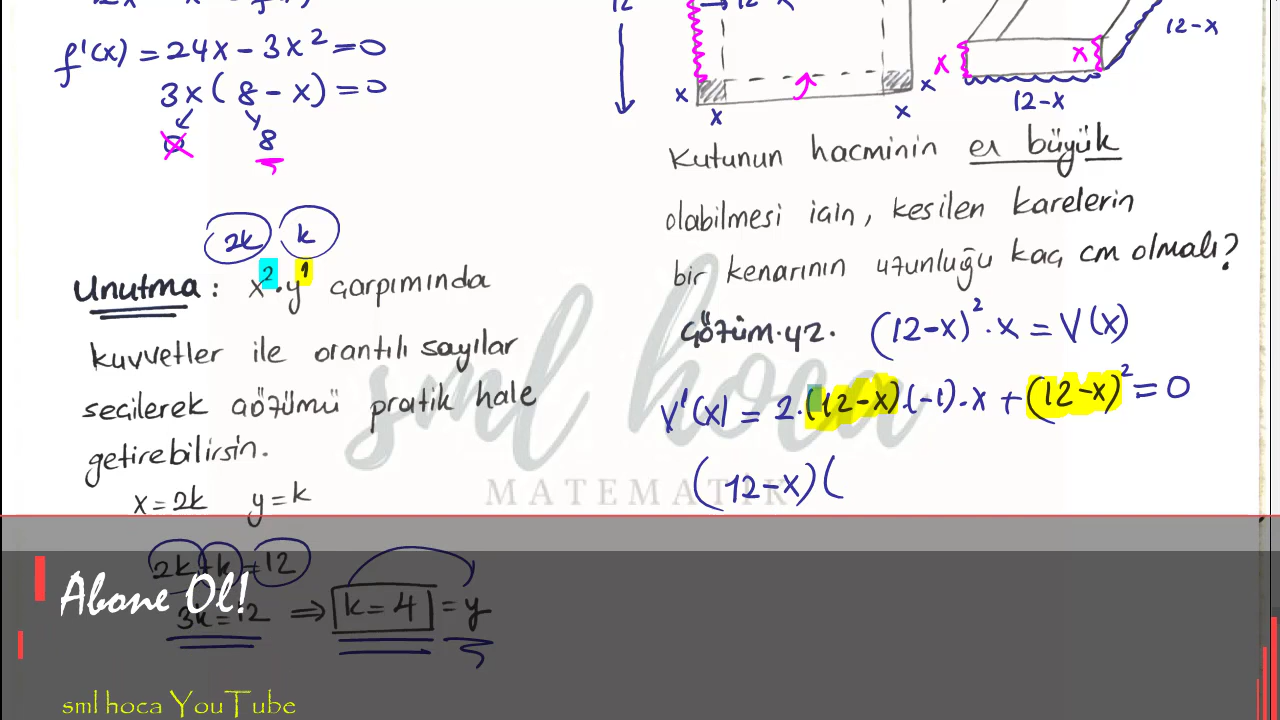 f'(x) = 24x - 3x² = 0
3x(8 - x) = 0
0 8
2k k
Unutma: x²·y¹ çarpımında
kuvvetler ile orantılı sayılar
seçilerek çözümü pratik hale
getirebilirsin.
x = 2k y = k
2k + k = 12
3k = 12 ⇒ k = 4 = y
12-x
x x
12-x
x x
x x
Kutunun hacminin en büyük
olabilmesi için, kesilen karelerin
bir kenarının uzunluğu kaç cm olmalı?
Çözüm.yz. (12-x)²·x = V(x)
V'(x) = 2·(12-x)·(-1)·x + (12-x)² = 0
(12-x)(
sml hoca
MATEMATİK
Abone Ol!
sml hoca YouTube